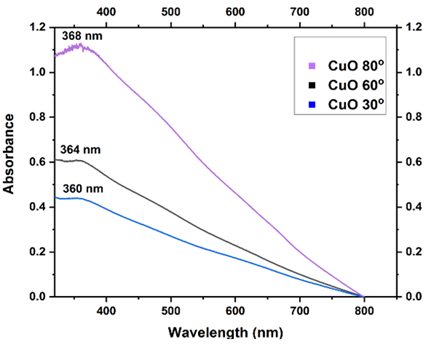 400 500 600 700 800
1.2 1.2
368 nm
CuO 80°
CuO 60°
CuO 30°
1.0 1.0
0.8 0.8
Absorbance
364 nm
0.6 0.6
360 nm
0.4 0.4
0.2 0.2
0.0 0.0
400 500 600 700 800
Wavelength (nm)